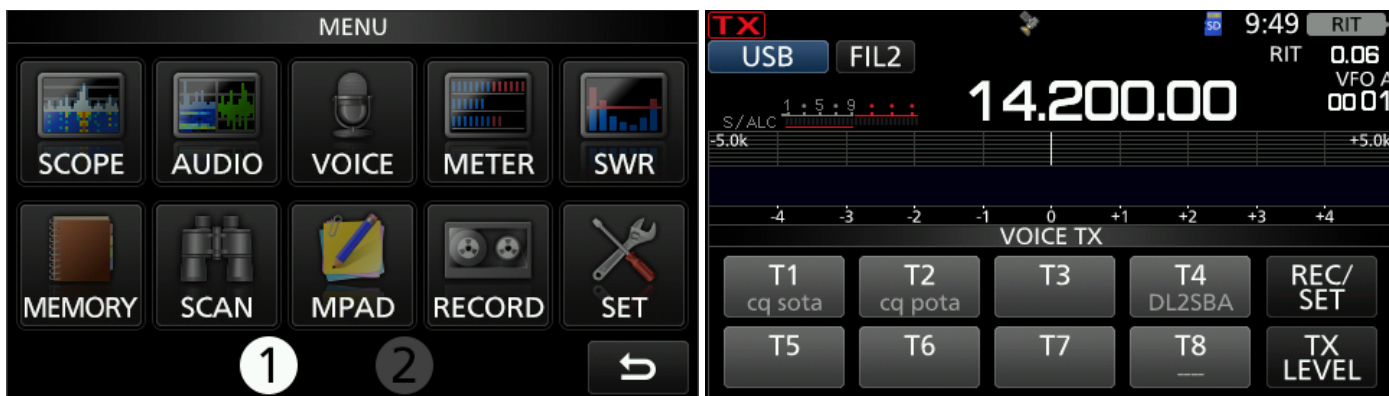 MENU
SCOPE AUDIO VOICE METER SWR
MEMORY SCAN MPAD RECORD SET
1 2
TX SD 9:49 RIT
USB FIL2 RIT 0.06
VFO A
14.200.00 00 01
1 5 9
S/ALC
-5.0k +5.0k
-4 -3 -2 -1 0 +1 +2 +3 +4
VOICE TX
T1 T2 T3 T4 REC/
cq sota cq pota DL2SBA SET
T5 T6 T7 T8 TX
---- LEVEL